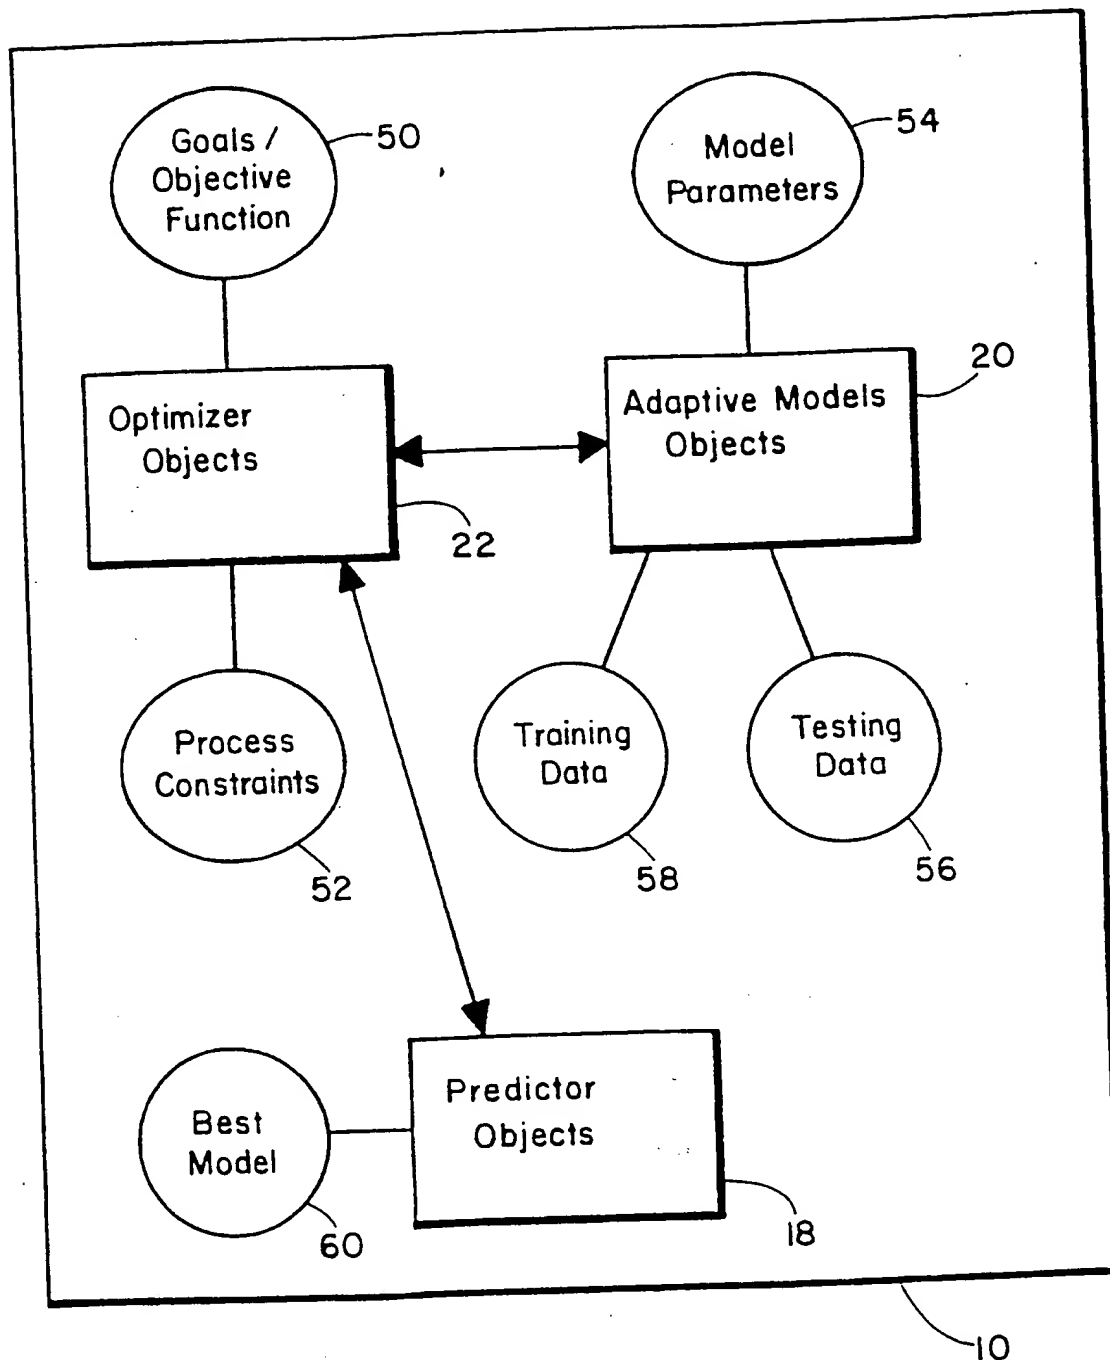 Goals /
Objective
Function
50
Model
Parameters
54
Optimizer
Objects
22
Adaptive Models
Objects
20
Process
Constraints
52
Training
Data
58
Testing
Data
56
Best
Model
60
Predictor
Objects
18
10